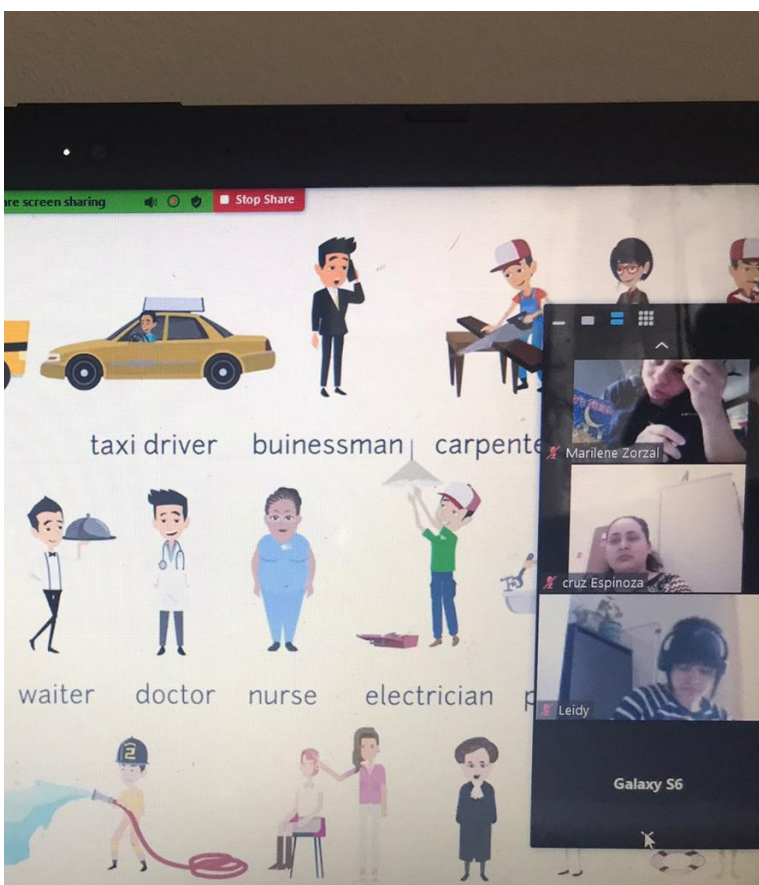 are screen sharing
Stop Share
taxi driver
buinessman
carpente
Marilene Zorzal
cruz Espinoza
waiter
doctor
nurse
electrician
p
Leidy
2
Galaxy S6